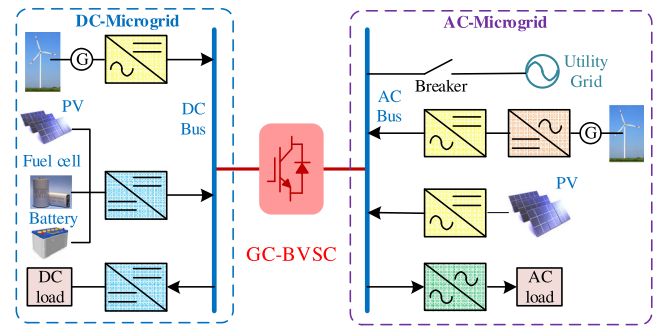 DC-Microgrid
G
PV
DC
Bus
Fuel cell
Battery
DC
load
GC-BVSC
AC-Microgrid
Utility
Grid
Breaker
AC
Bus
G
PV
AC
load